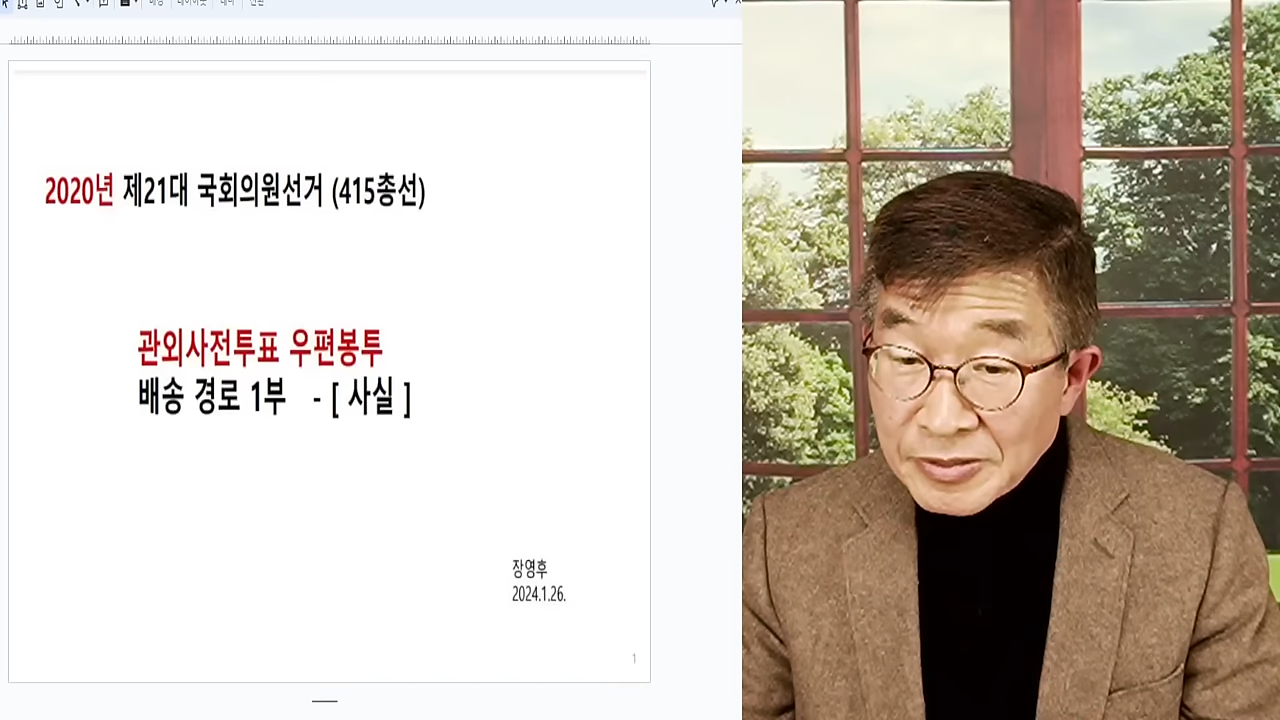 2020년 제21대 국회의원선거 (415총선)
관외사전투표 우편봉투
배송 경로 1부 - [ 사실 ]
장영후
2024.1.26.
1